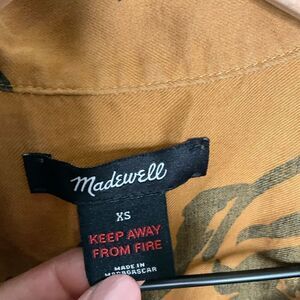 Madewell
XS
KEEP AWAY
FROM FIRE
MADE IN
MADAGASCAR